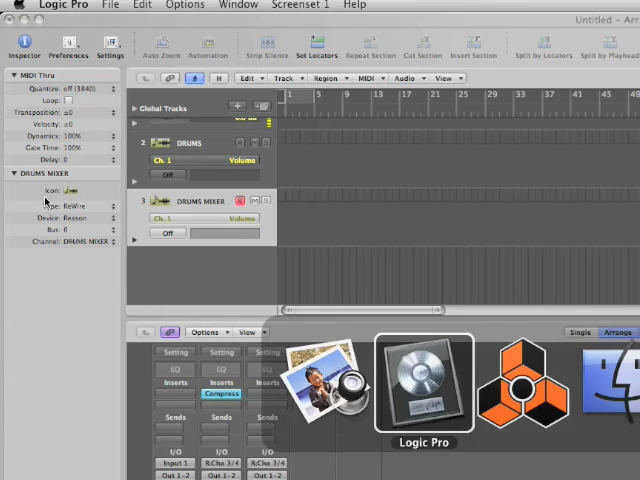 Logic Pro File Edit Options Window Screenset 1 Help
Untitled - Arra
Inspector Preferences Settings Auto Zoom Automation Strip Silence Set Locators Repeat Section Cut Section Insert Section Split by Locators Split by Playhead
MIDI Thru
Quantize: off (3840)
Loop:
Transposition: ±0
Velocity: ±0
Dynamics: 100%
Gate Time: 100%
Delay: 0
DRUMS MIXER
Icon:
Type: ReWire
Device: Reason
Bus: 6
Channel: DRUMS MIXER
Edit Track Region MIDI Audio View
Global Tracks
1 5 9 13 17 21 25 29 33 37 41 45 49
2 DRUMS R M S
Ch. 1 Volume
Off
3 DRUMS MIXER R M S
Ch. 1 Volume
Off
Options View Single Arrange
Setting Setting Setting
EQ EQ EQ
Inserts Inserts Inserts
Compress
Sends Sends Sends
I/O I/O I/O
Input 1 R:Cha 3/4 R:Cha 3/4
Out 1-2 Out 1-2 Out 1-2
Logic Pro